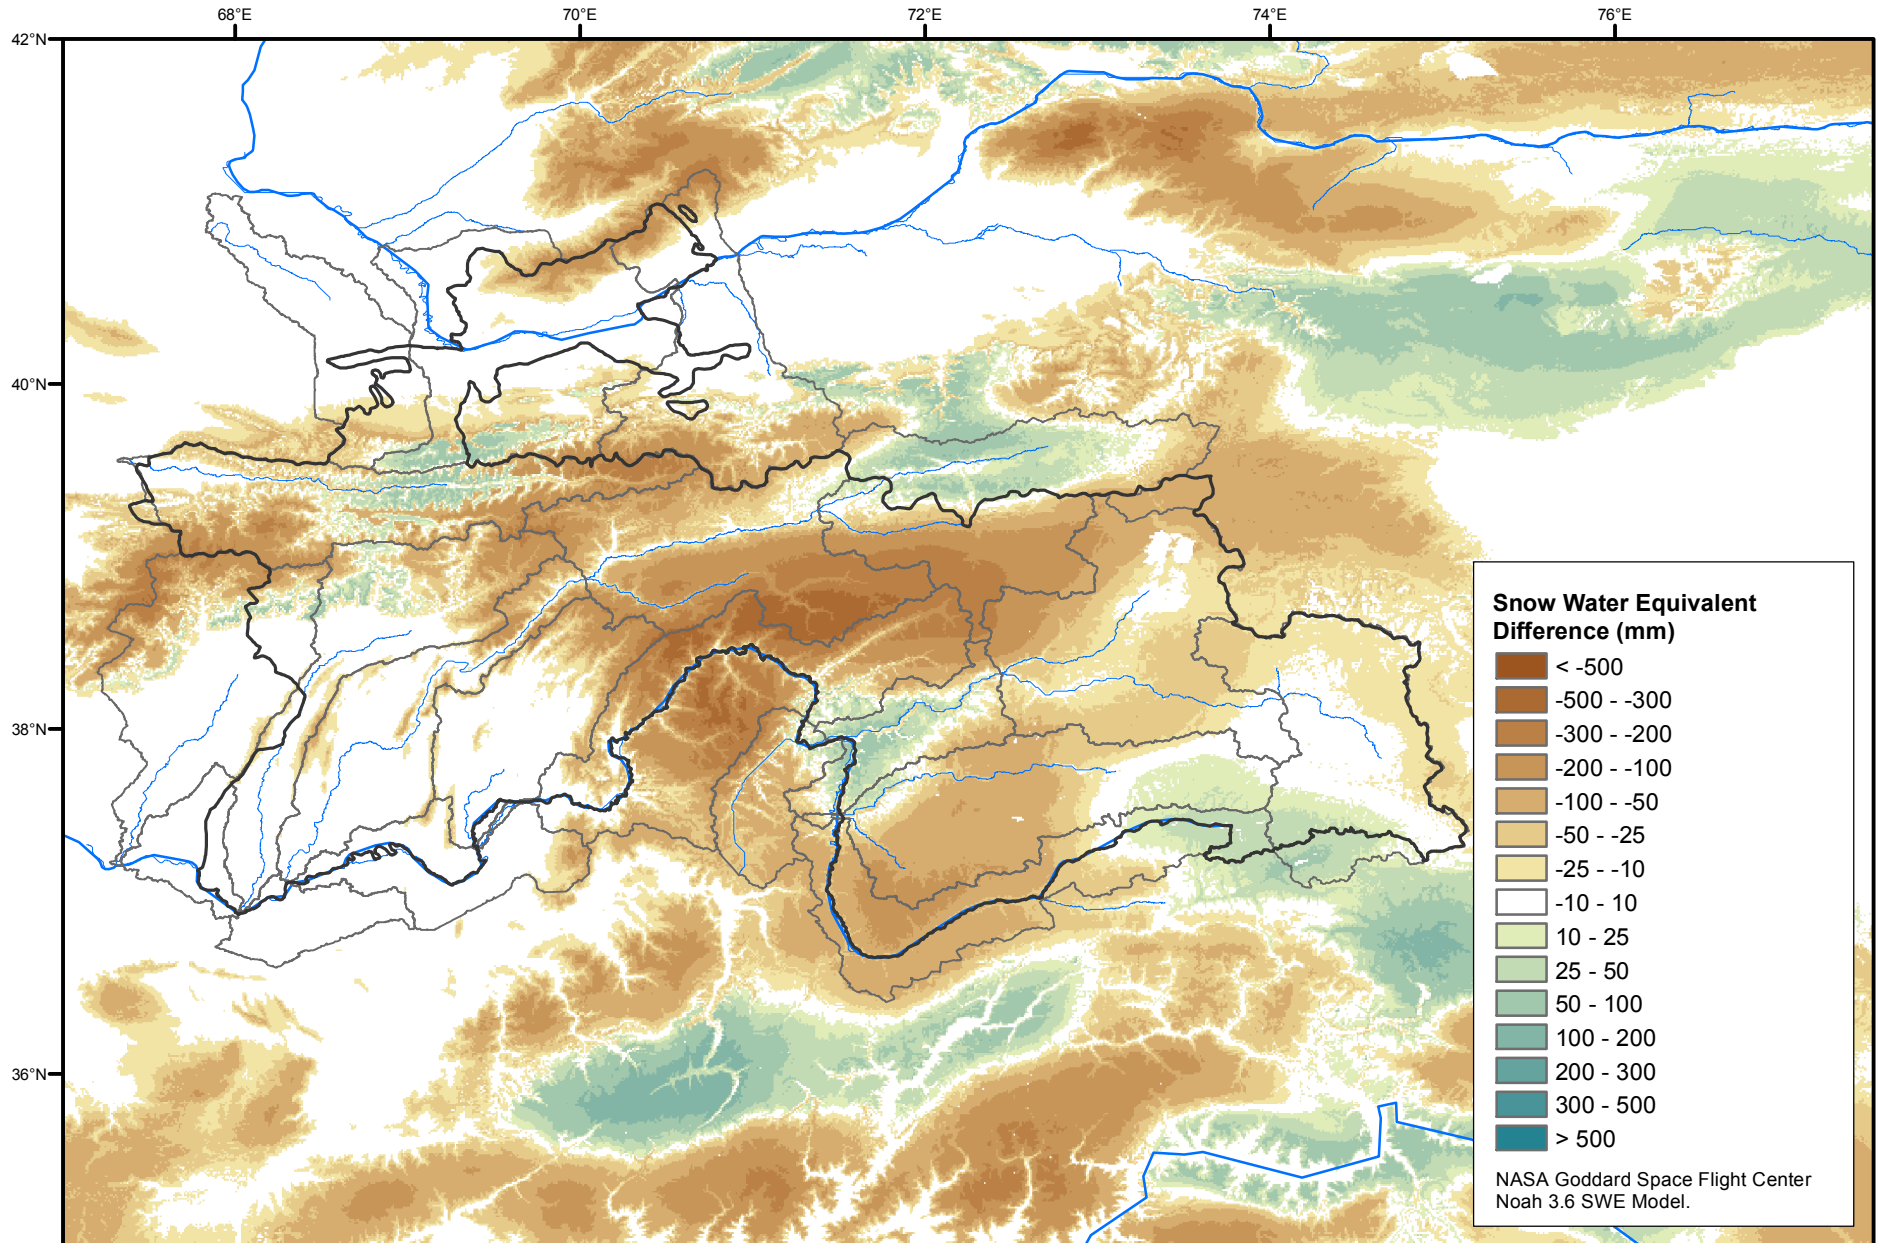 68°E
70°E
72°E
74°E
76°E
42°N
40°N
38°N
36°N
Snow Water Equivalent
Difference (mm)
< -500
-500 - -300
-300 - -200
-200 - -100
-100 - -50
-50 - -25
-25 - -10
-10 - 10
10 - 25
25 - 50
50 - 100
100 - 200
200 - 300
300 - 500
> 500
NASA Goddard Space Flight Center
Noah 3.6 SWE Model.